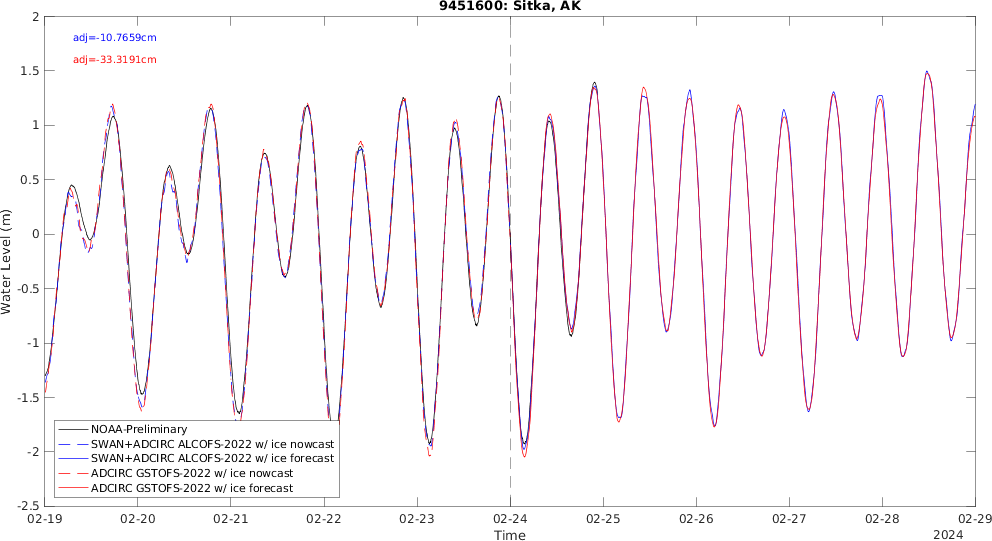 9451600: Sitka, AK
adj=-10.7659cm
adj=-33.3191cm
2
1.5
1
0.5
0
-0.5
-1
-1.5
-2
-2.5
Water Level (m)
NOAA-Preliminary
SWAN+ADCIRC ALCOFS-2022 w/ ice nowcast
SWAN+ADCIRC ALCOFS-2022 w/ ice forecast
ADCIRC GSTOFS-2022 w/ ice nowcast
ADCIRC GSTOFS-2022 w/ ice forecast
02-19 02-20 02-21 02-22 02-23 02-24 02-25 02-26 02-27 02-28 02-29
Time
2024